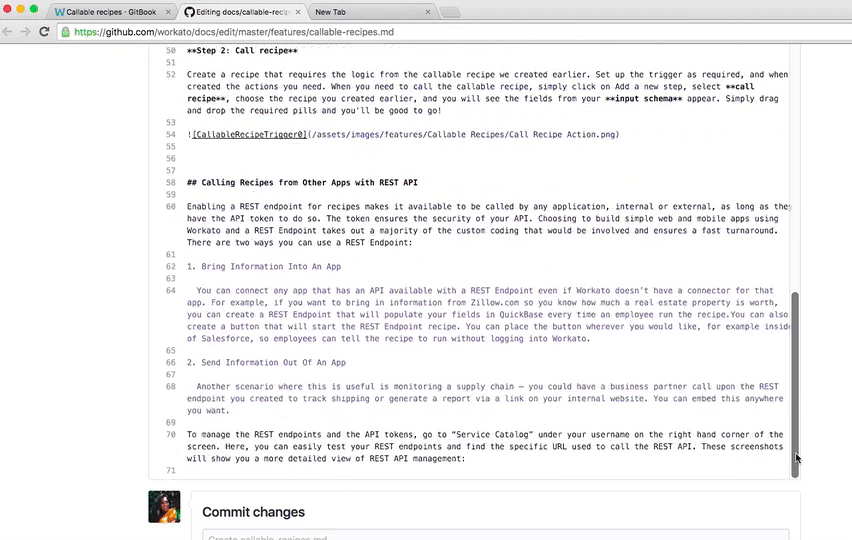 Callable recipes · GitBook
Editing docs/callable-recip
New Tab
https://github.com/workato/docs/edit/master/features/callable-recipes.md
50 **Step 2: Call recipe**
51
52 Create a recipe that requires the logic from the callable recipe we created earlier. Set up the trigger as required, and when
created the actions you need. When you need to call the callable recipe, simply click on Add a new step, select **call
recipe**, choose the recipe you created earlier, and you will see the fields from your **input schema** appear. Simply drag
and drop the required pills and you'll be good to go!
53
54 ![CallableRecipeTrigger0](/assets/images/features/Callable Recipes/Call Recipe Action.png)
55
56
57
58 ## Calling Recipes from Other Apps with REST API
59
60 Enabling a REST endpoint for recipes makes it available to be called by any application, internal or external, as long as they
have the API token to do so. The token ensures the security of your API. Choosing to build simple web and mobile apps using
Workato and a REST Endpoint takes out a majority of the custom coding that would be involved and ensures a fast turnaround.
There are two ways you can use a REST Endpoint:
61
62 1. Bring Information Into An App
63
64 You can connect any app that has an API available with a REST Endpoint even if Workato doesn’t have a connector for that
app. For example, if you want to bring in information from Zillow.com so you know how much a real estate property is worth,
you can create a REST Endpoint that will populate your fields in QuickBase every time an employee run the recipe.You can also
create a button that will start the REST Endpoint recipe. You can place the button wherever you would like, for example inside
of Salesforce, so employees can tell the recipe to run without logging into Workato.
65
66 2. Send Information Out Of An App
67
68 Another scenario where this is useful is monitoring a supply chain – you could have a business partner call upon the REST
endpoint you created to track shipping or generate a report via a link on your internal website. You can embed this anywhere
you want.
69
70 To manage the REST endpoints and the API tokens, go to “Service Catalog” under your username on the right hand corner of the
screen. Here, you can easily test your REST endpoints and find the specific URL used to call the REST API. These screenshots
will show you a more detailed view of REST API management:
71
Commit changes
Create callable-recipes.md